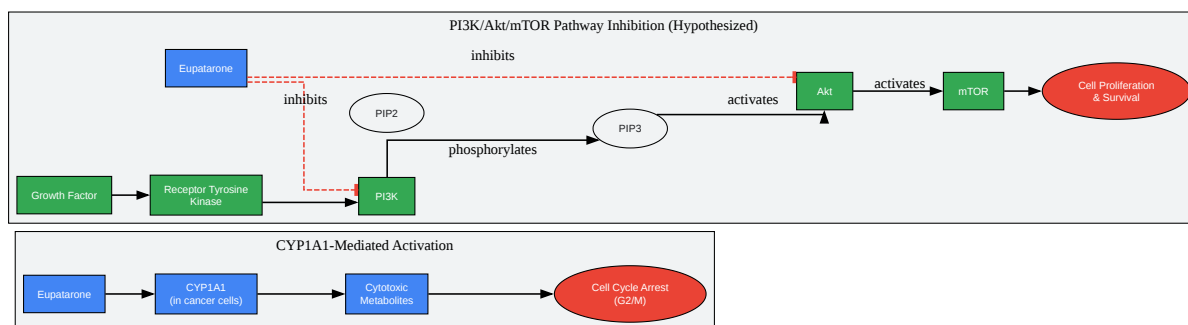 PI3K/Akt/mTOR Pathway Inhibition (Hypothesized)
Eupatarone
inhibits
inhibits
PIP2
phosphorylates
PIP3
activates
Akt
activates
mTOR
Cell Proliferation
& Survival
Growth Factor
Receptor Tyrosine
Kinase
PI3K
CYP1A1-Mediated Activation
Eupatarone
CYP1A1
(in cancer cells)
Cytotoxic
Metabolites
Cell Cycle Arrest
(G2/M)